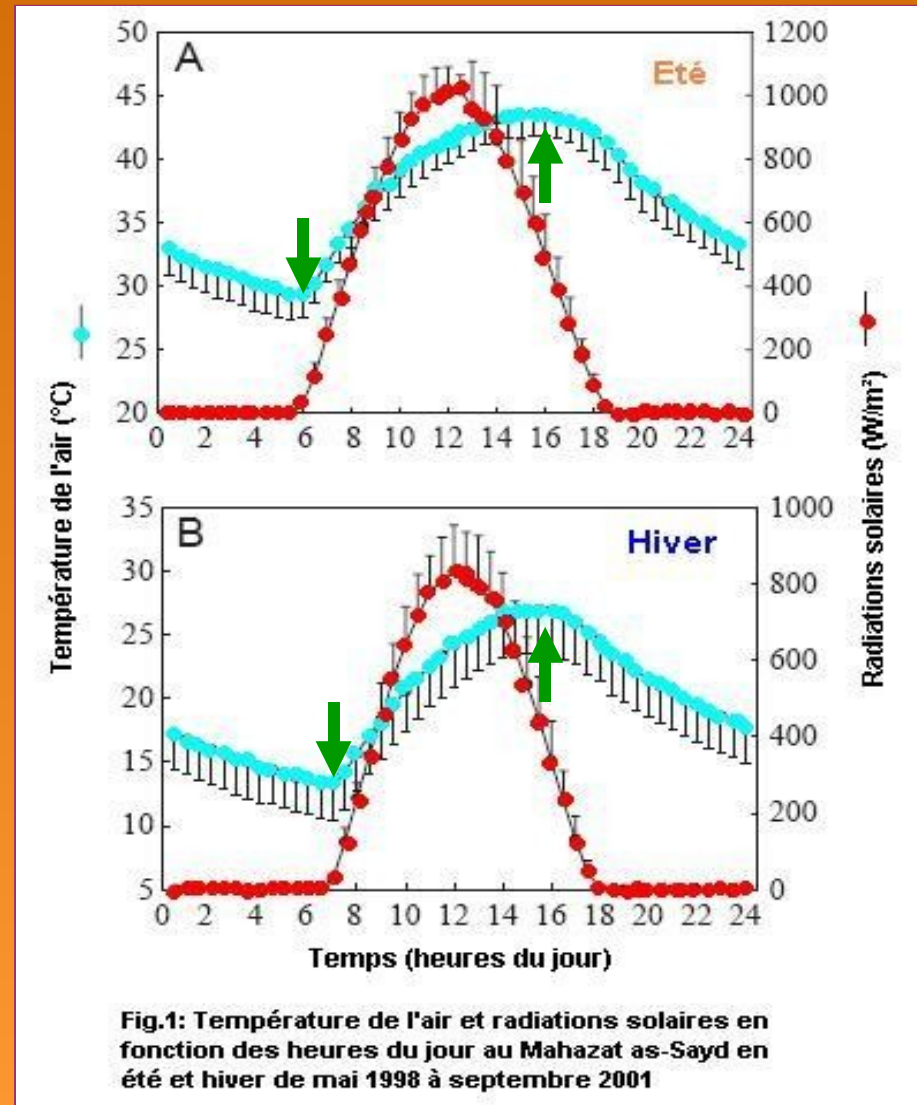 A
Eté
50
45
40
35
30
25
20
1200
1000
800
600
400
200
0
0 2 4 6 8 10 12 14 16 18 20 22 24
B
Hiver
35
30
25
20
15
10
5
1000
800
600
400
200
0
0 2 4 6 8 10 12 14 16 18 20 22 24
Température de l'air (°C)
Radiations solaires (W/m²)
Temps (heures du jour)
Fig.1: Température de l'air et radiations solaires en
fonction des heures du jour au Mahazat as-Sayd en
été et hiver de mai 1998 à septembre 2001